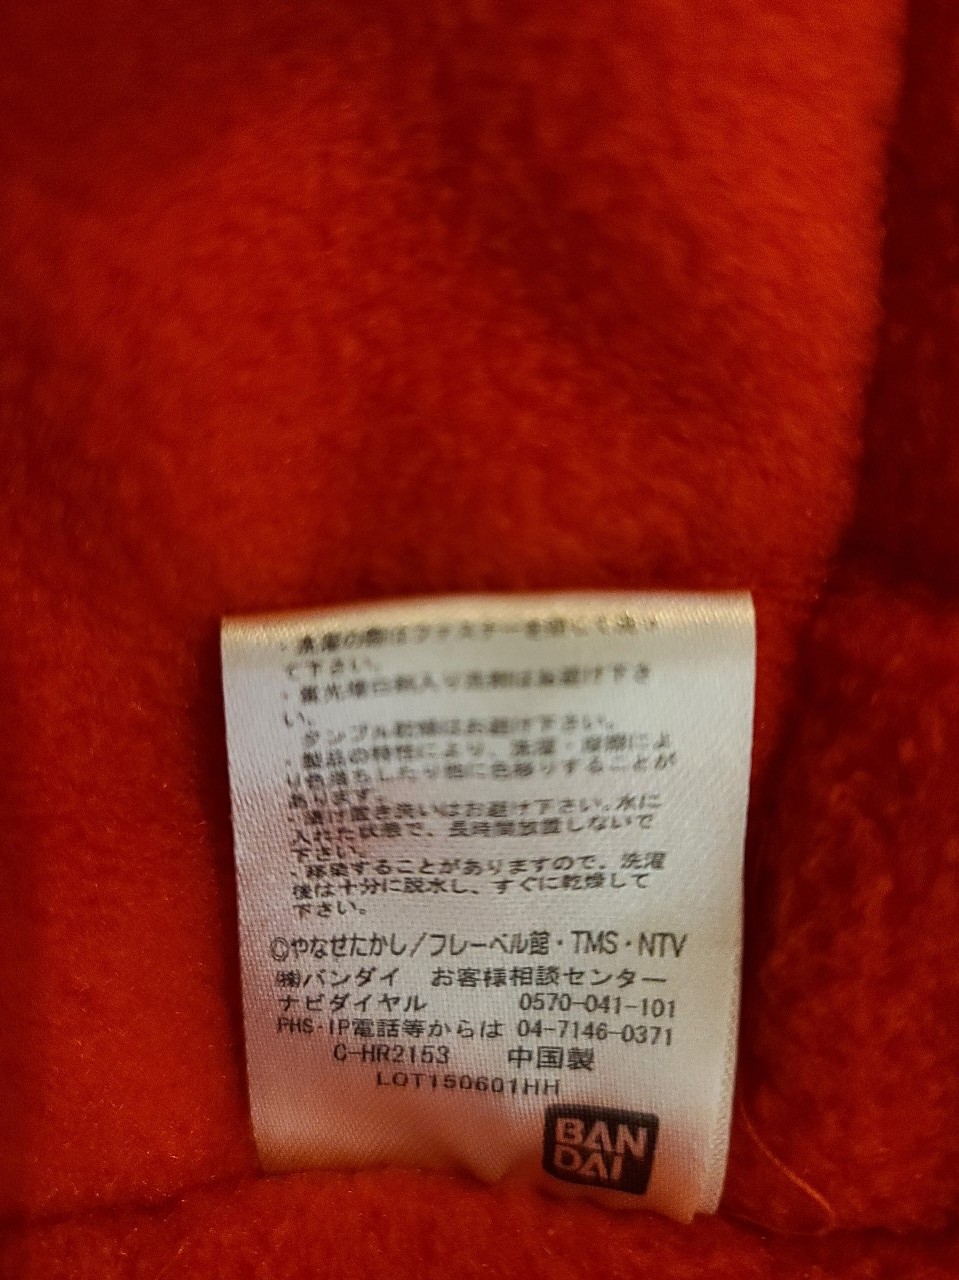 ・洗濯の際はファスナーを閉じて洗っ
て下さい。
・蛍光増白剤入り洗剤はお避け下さ
い。
・タンブル乾燥はお避け下さい。
・製品の特性により、洗濯・摩擦によ
り色落ちしたり他に色移りすることが
あります。
・漬け置き洗いはお避け下さい。水に
入れた状態で、長時間放置しないで
下さい。
・移染することがありますので、洗濯
後は十分に脱水し、すぐに乾燥して
下さい。
©やなせたかし/フレーベル館・TMS・NTV
㈱バンダイ お客様相談センター
ナビダイヤル 0570-041-101
PHS・IP電話等からは 04-7146-0371
C-HR2153 中国製
LOT150601HH
BAN
DAI